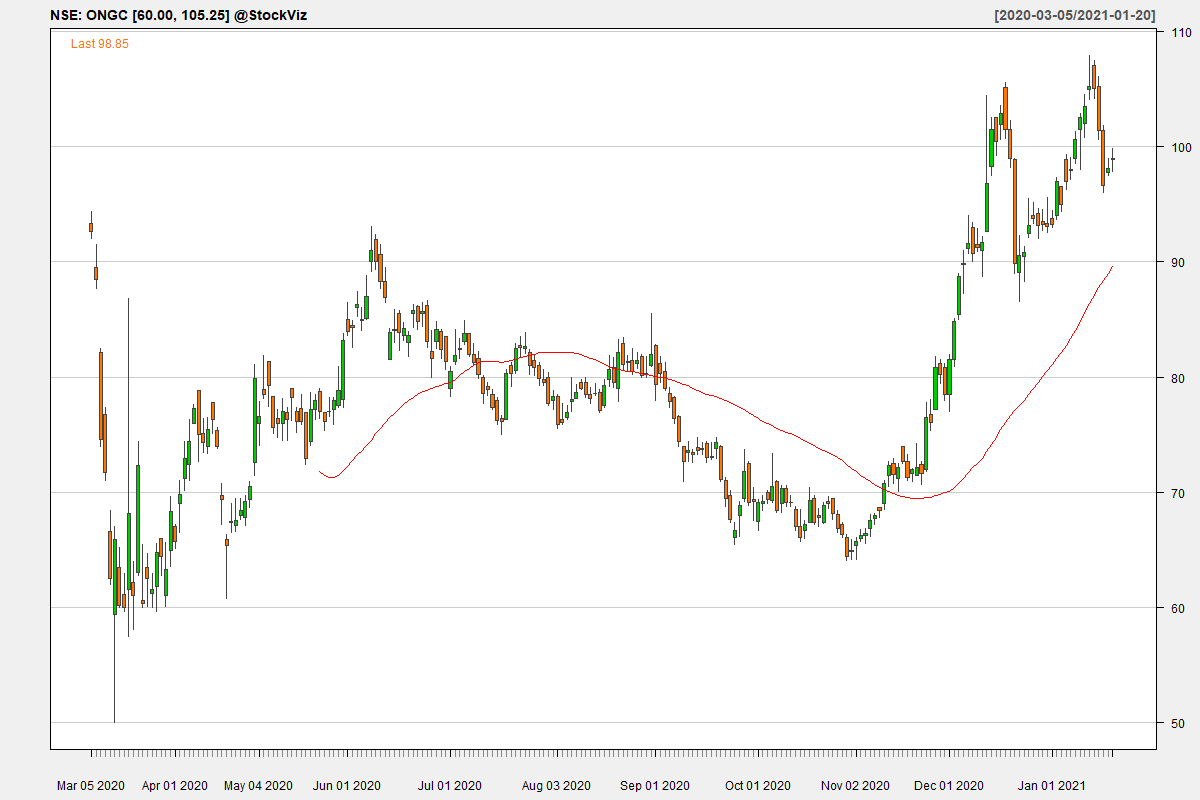 NSE: ONGC [60.00, 105.25] @StockViz
[2020-03-05/2021-01-20]
Last 98.85
110
100
90
80
70
60
50
Mar 05 2020
Apr 01 2020
May 04 2020
Jun 01 2020
Jul 01 2020
Aug 03 2020
Sep 01 2020
Oct 01 2020
Nov 02 2020
Dec 01 2020
Jan 01 2021